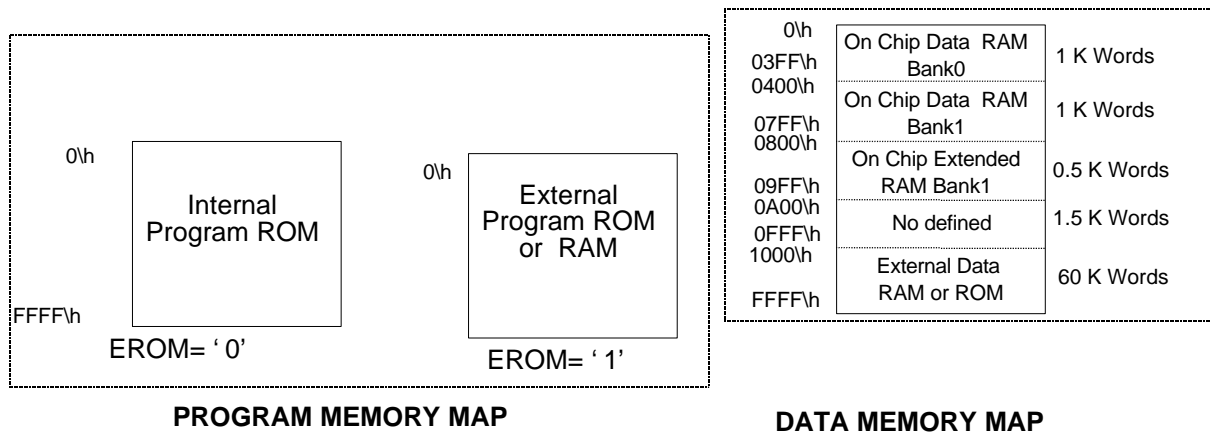 0\h
Internal
Program ROM
FFFF\h
EROM= ‘ 0’
0\h
External
Program ROM
or RAM
EROM= ‘ 1’
PROGRAM MEMORY MAP
0\h
03FF\h
On Chip Data RAM
Bank0
1 K Words
0400\h
07FF\h
On Chip Data RAM
Bank1
1 K Words
0800\h
09FF\h
On Chip Extended
RAM Bank1
0.5 K Words
0A00\h
0FFF\h
No defined
1.5 K Words
1000\h
FFFF\h
External Data
RAM or ROM
60 K Words
DATA MEMORY MAP